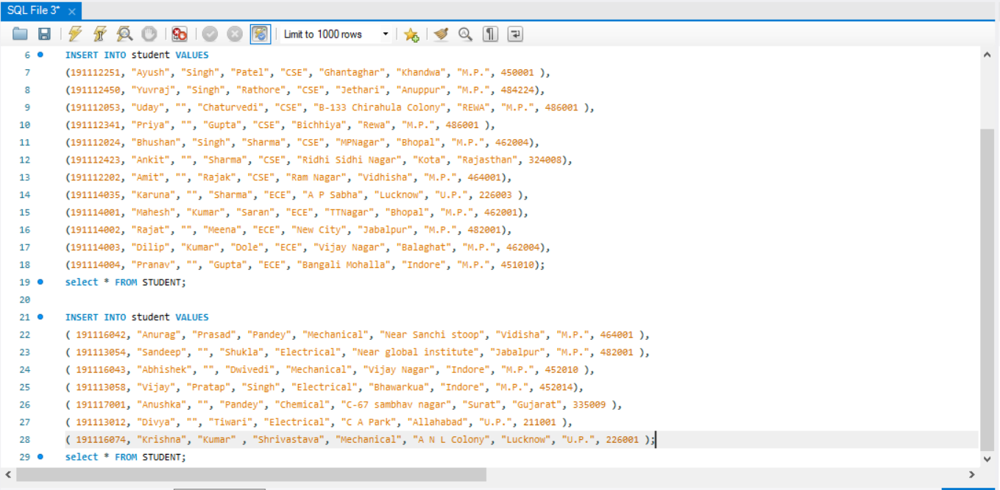 SQL File 3*
Limit to 1000 rows
6 INSERT INTO student VALUES
7 (191112251, "Ayush", "Singh", "Patel", "CSE", "Ghantaghar", "Khandwa", "M.P.", 450001 ),
8 (191112450, "Yuvraj", "Singh", "Rathore", "CSE", "Jethari", "Anuppur", "M.P.", 484224),
9 (191112053, "Uday", "", "Chaturvedi", "CSE", "B-133 Chirahula Colony", "REWA", "M.P.", 486001 ),
10 (191112341, "Priya", "", "Gupta", "CSE", "Bichhiya", "Rewa", "M.P.", 486001 ),
11 (191112024, "Bhushan", "Singh", "Sharma", "CSE", "MPNagar", "Bhopal", "M.P.", 462004),
12 (191112423, "Ankit", "", "Sharma", "CSE", "Ridhi Sidhi Nagar", "Kota", "Rajasthan", 324008),
13 (191112202, "Amit", "", "Rajak", "CSE", "Ram Nagar", "Vidhisha", "M.P.", 464001),
14 (191114035, "Karuna", "", "Sharma", "ECE", "A P Sabha", "Lucknow", "U.P.", 226003 ),
15 (191114001, "Mahesh", "Kumar", "Saran", "ECE", "TTNagar", "Bhopal", "M.P.", 462001),
16 (191114002, "Rajat", "", "Meena", "ECE", "New City", "Jabalpur", "M.P.", 482001),
17 (191114003, "Dilip", "Kumar", "Dole", "ECE", "Vijay Nagar", "Balaghat", "M.P.", 462004),
18 (191114004, "Pranav", "", "Gupta", "ECE", "Bangali Mohalla", "Indore", "M.P.", 451010);
19 select * FROM STUDENT;
20
21 INSERT INTO student VALUES
22 ( 191116042, "Anurag", "Prasad", "Pandey", "Mechanical", "Near Sanchi stoop", "Vidisha", "M.P.", 464001 ),
23 ( 191113054, "Sandeep", "", "Shukla", "Electrical", "Near global institute", "Jabalpur", "M.P.", 482001 ),
24 ( 191116043, "Abhishek", "", "Dwivedi", "Mechanical", "Vijay Nagar", "Indore", "M.P.", 452010 ),
25 ( 191113058, "Vijay", "Pratap", "Singh", "Electrical", "Bhawarkua", "Indore", "M.P.", 452014),
26 ( 191117001, "Anushka", "", "Pandey", "Chemical", "C-67 sambhav nagar", "Surat", "Gujarat", 335009 ),
27 ( 191113012, "Divya", "", "Tiwari", "Electrical", "C A Park", "Allahabad", "U.P.", 211001 ),
28 ( 191116074, "Krishna", "Kumar" , "Shrivastava", "Mechanical", "A N L Colony", "Lucknow", "U.P.", 226001 );
29 select * FROM STUDENT;